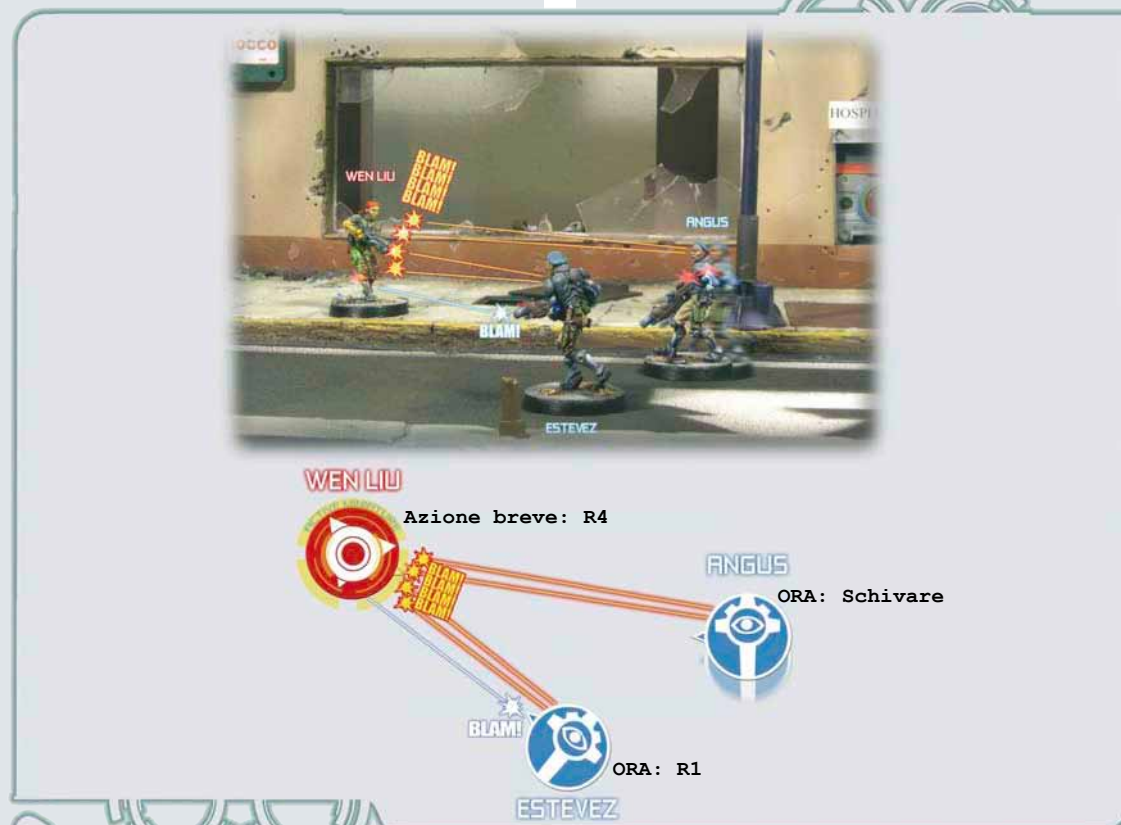 WEN LIU
BLAM!
BLAM!
BLAM!
BLAM!
HOSPI
ANGUS
BLAM!
ESTEVEZ
WEN LIU
Azione breve: R4
BLAM!
BLAM!
BLAM!
BLAM!
ANGUS
ORA: Schivare
BLAM!
ORA: R1
ESTEVEZ